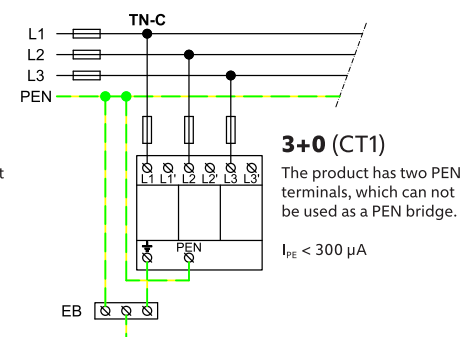 TN-C
L1
L2
L3
PEN
3+0 (CT1)
The product has two PEN
terminals, which can not
be used as a PEN bridge.
I_PE < 300 µA
t
L1 L1' L2 L2' L3 L3'
PEN
EB